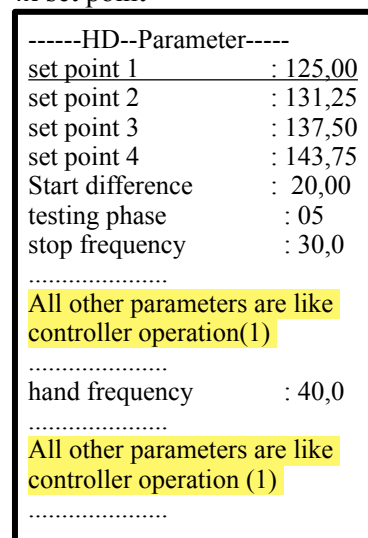 set point
------HD--Parameter-----
set point 1 : 125,00
set point 2 : 131,25
set point 3 : 137,50
set point 4 : 143,75
Start difference : 20,00
testing phase : 05
stop frequency : 30,0
.....................
All other parameters are like
controller operation(1)
.....................
hand frequency : 40,0
.....................
All other parameters are like
controller operation (1)
.....................